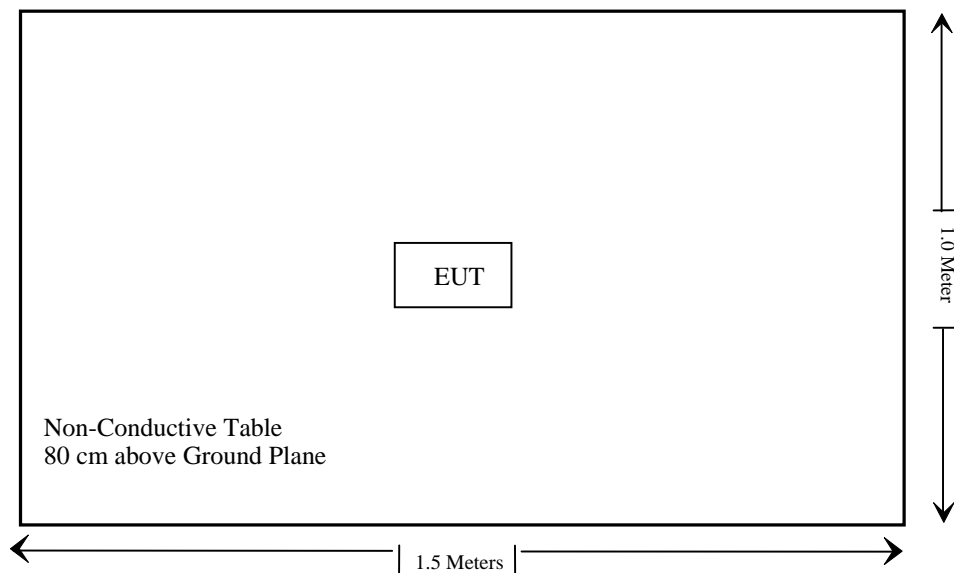 EUT
1.0 Meter
Non-Conductive Table
80 cm above Ground Plane
1.5 Meters